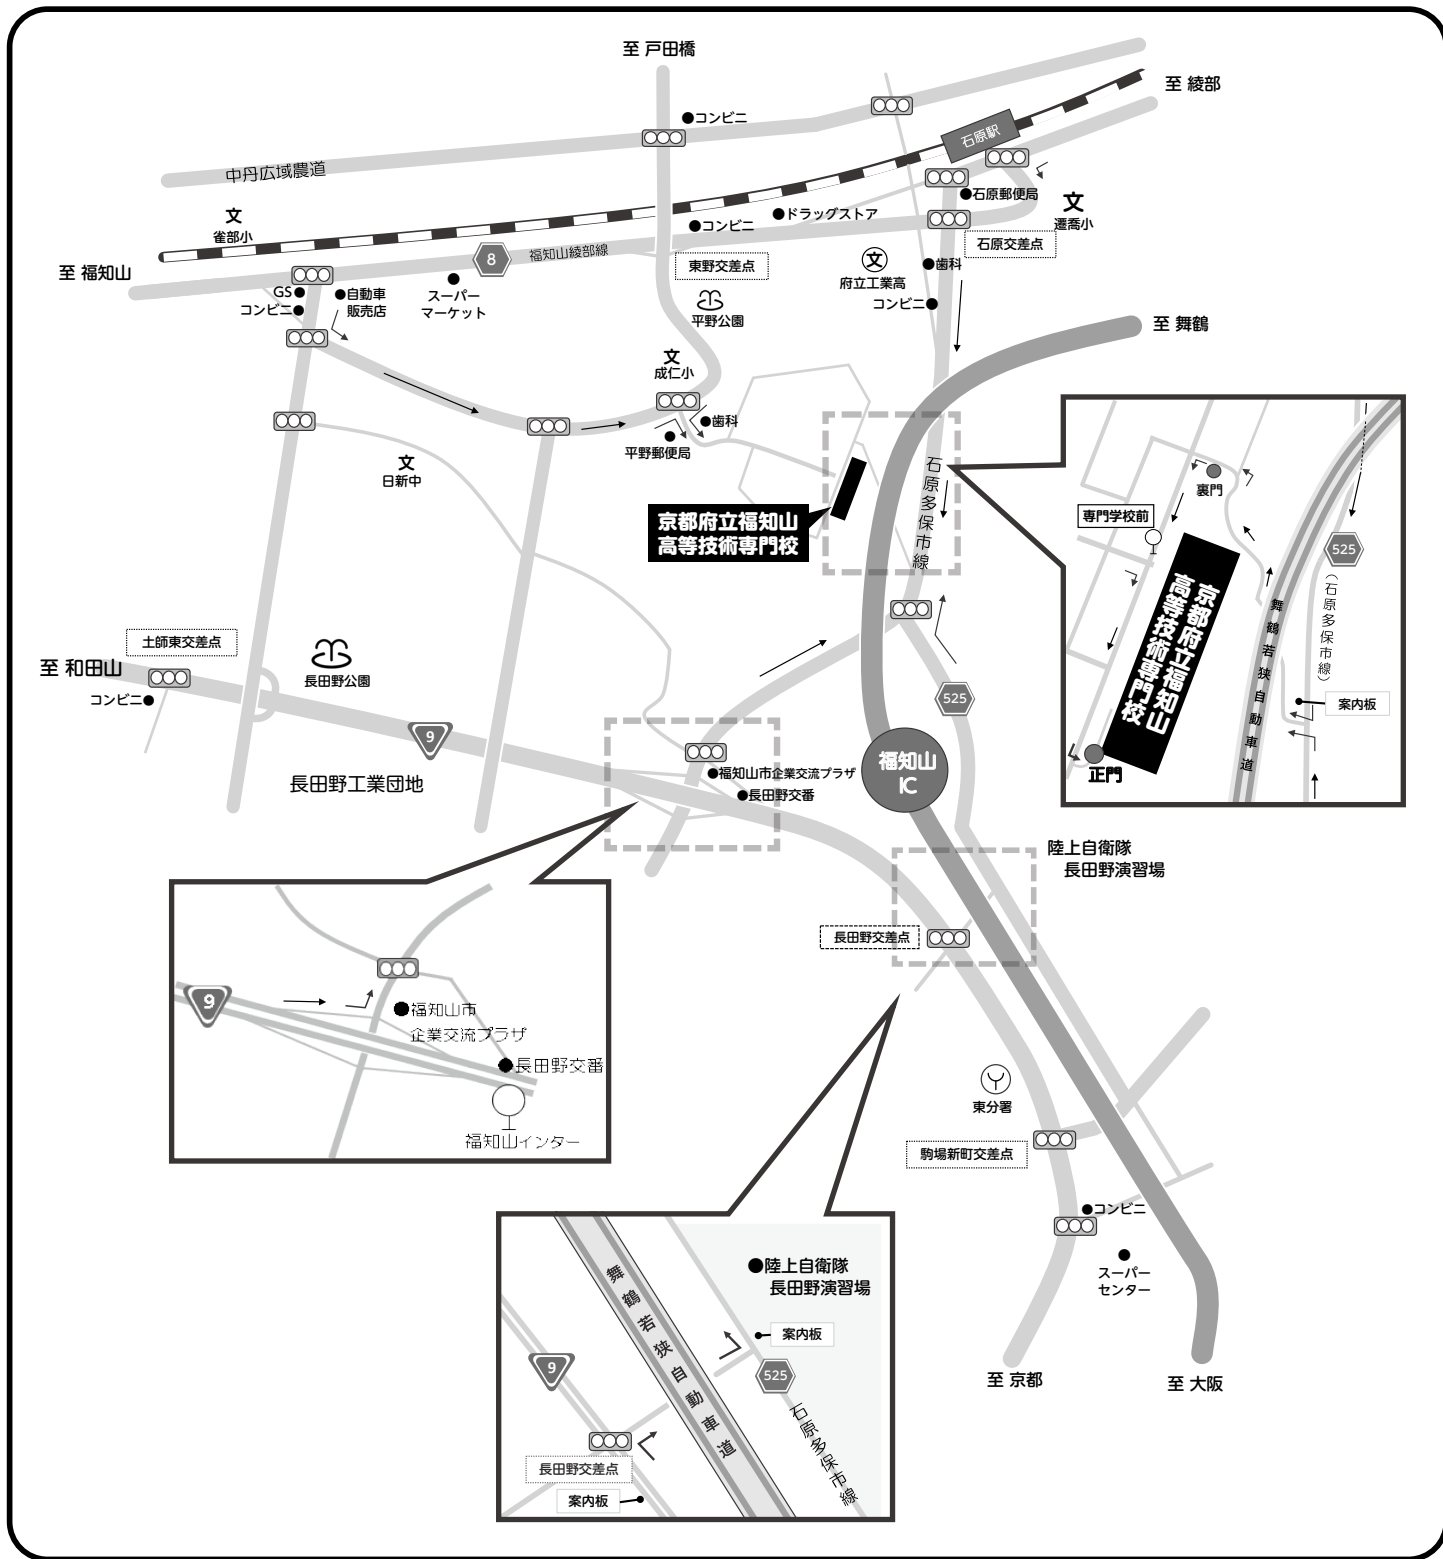 至 戸田橋
至 綾部
コンビニ
石原駅
中丹広域農道
石原郵便局
文
遷喬小
文
雀部小
ドラッグストア
コンビニ
石原交差点
福知山綾部線
8
至 福知山
東野交差点
文
府立工業高
歯科
コンビニ
GS
コンビニ
自動車
販売店
スーパー
マーケット
平野公園
至 舞鶴
文
成仁小
歯科
平野郵便局
文
日新中
京都府立福知山
高等技術専門校
石原多保市線
裏門
専門学校前
525
(石原多保市線)
京都府立福知山
高等技術専門校
舞鶴若狭自動車道
案内板
正門
土師東交差点
至 和田山
コンビニ
長田野公園
9
長田野工業団地
525
福知山
IC
福知山市企業交流プラザ
長田野交番
陸上自衛隊
長田野演習場
長田野交差点
9
福知山市
企業交流プラザ
長田野交番
福知山インター
東分署
駒場新町交差点
コンビニ
スーパー
センター
至 京都
至 大阪
陸上自衛隊
長田野演習場
案内板
舞鶴若狭自動車道
9
525
石原多保市線
長田野交差点
案内板